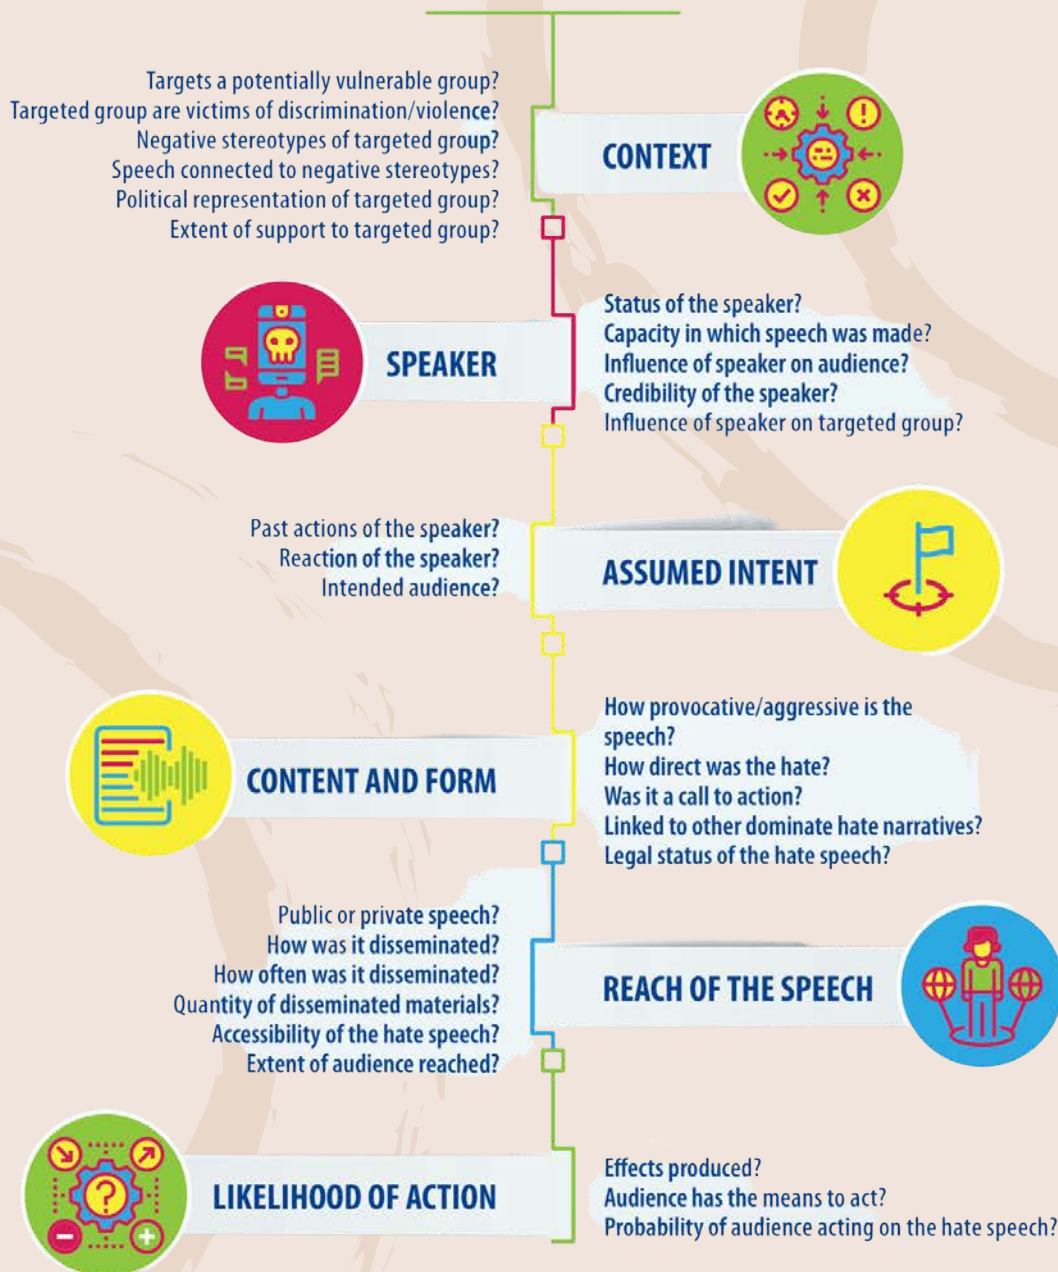 Targets a potentially vulnerable group?
Targeted group are victims of discrimination/violence?
Negative stereotypes of targeted group?
Speech connected to negative stereotypes?
Political representation of targeted group?
Extent of support to targeted group?
CONTEXT
SPEAKER
Status of the speaker?
Capacity in which speech was made?
Influence of speaker on audience?
Credibility of the speaker?
Influence of speaker on targeted group?
Past actions of the speaker?
Reaction of the speaker?
Intended audience?
ASSUMED INTENT
CONTENT AND FORM
How provocative/aggressive is the
speech?
How direct was the hate?
Was it a call to action?
Linked to other dominate hate narratives?
Legal status of the hate speech?
Public or private speech?
How was it disseminated?
How often was it disseminated?
Quantity of disseminated materials?
Accessibility of the hate speech?
Extent of audience reached?
REACH OF THE SPEECH
LIKELIHOOD OF ACTION
Effects produced?
Audience has the means to act?
Probability of audience acting on the hate speech?